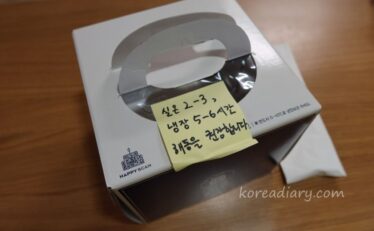 실온 2-3,
냉장 5-6시간
해동을 권장합니다.
HAPPY SCAN
koreadiary.com